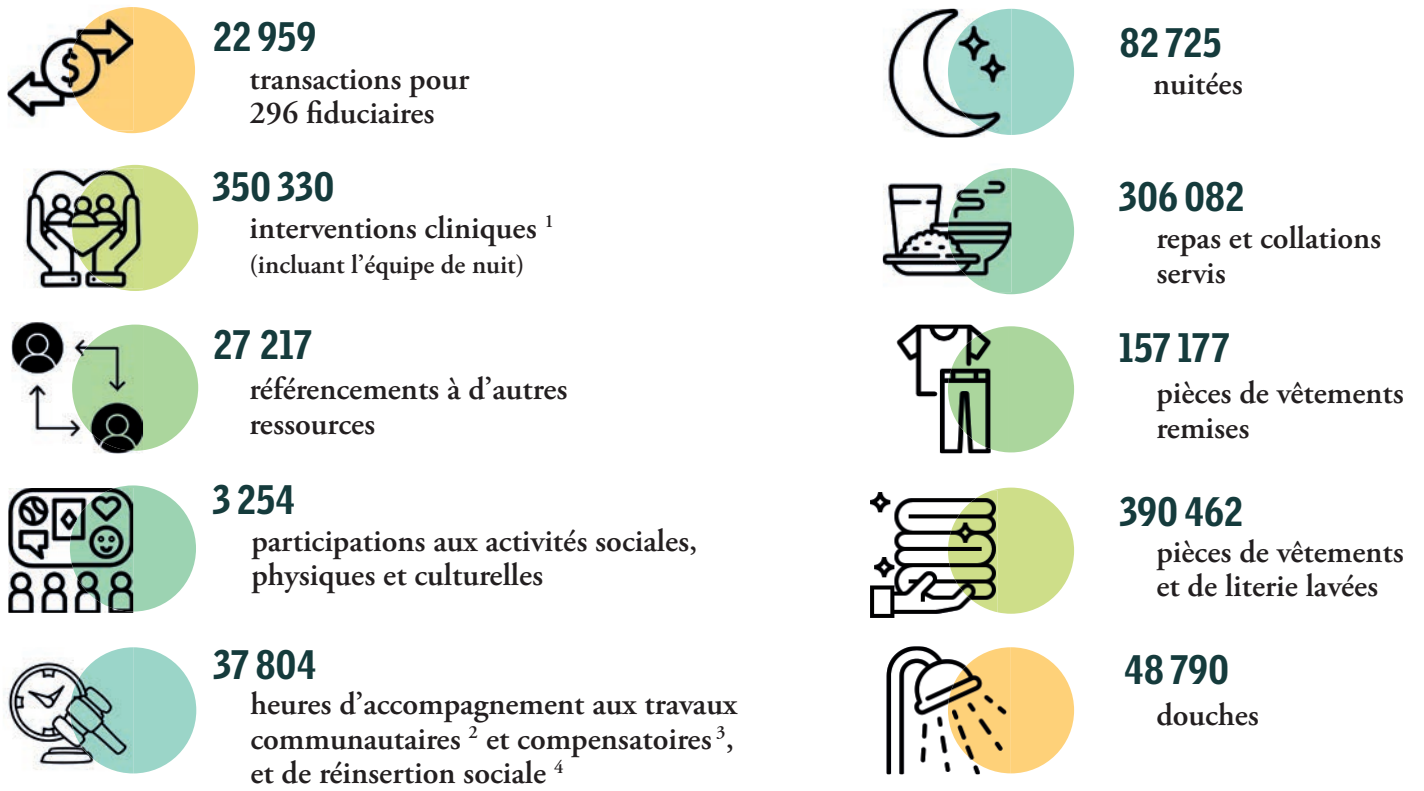 22 959
transactions pour
296 fiduciaires
350 330
interventions cliniques 1
(incluant l’équipe de nuit)
27 217
référencements à d’autres
ressources
3 254
participations aux activités sociales,
physiques et culturelles
37 804
heures d’accompagnement aux travaux
communautaires 2 et compensatoires 3,
et de réinsertion sociale 4
82 725
nuitées
306 082
repas et collations
servis
157 177
pièces de vêtements
remises
390 462
pièces de vêtements
et de literie lavées
48 790
douches